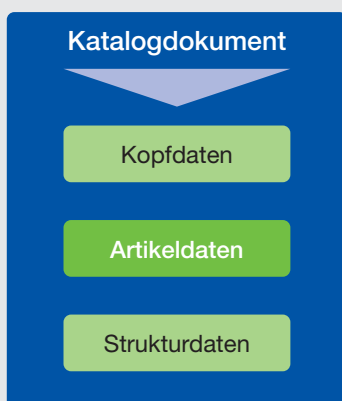 Katalogdokument
Kopfdaten
Artikeldaten
Strukturdaten